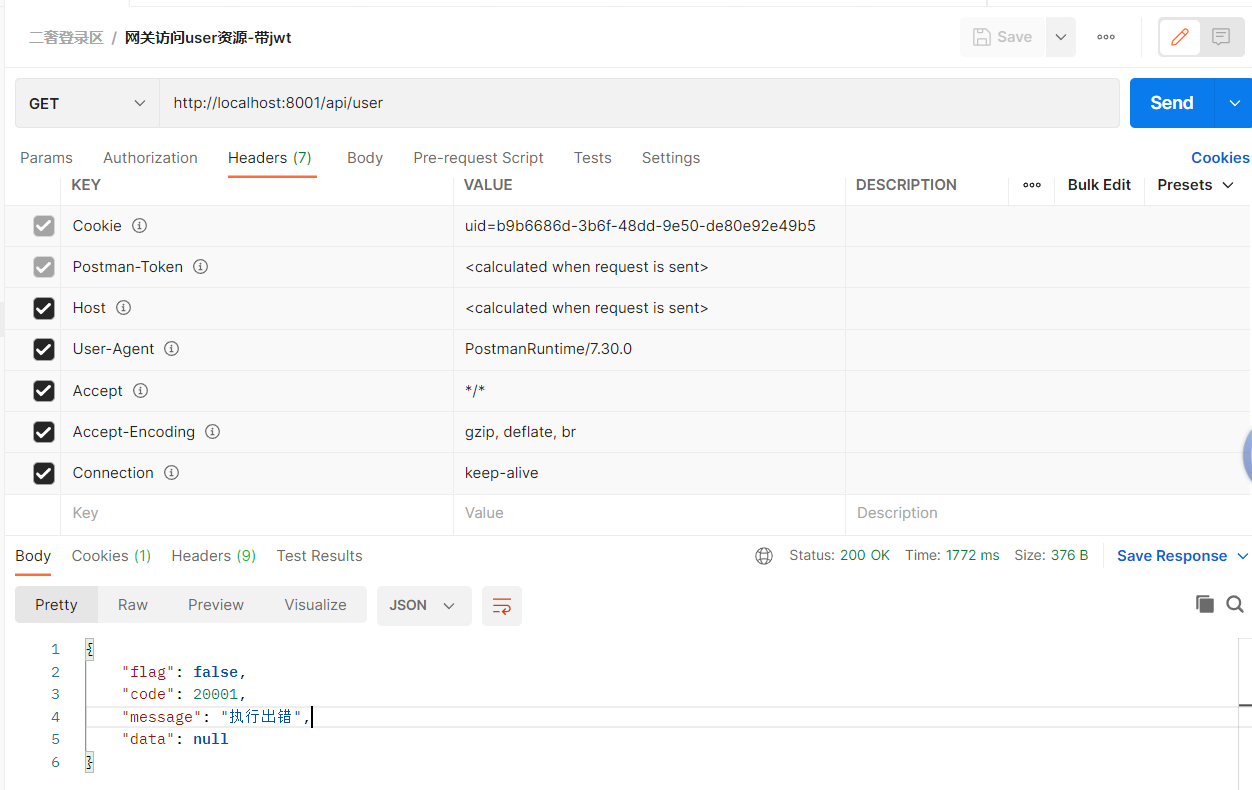 二奢登录区 / 网关访问user资源-带jwt Save
GET http://localhost:8001/api/user Send
Params Authorization Headers (7) Body Pre-request Script Tests Settings Cookies
KEY VALUE DESCRIPTION Bulk Edit Presets
Cookie uid=b9b6686d-3b6f-48dd-9e50-de80e92e49b5
Postman-Token <calculated when request is sent>
Host <calculated when request is sent>
User-Agent PostmanRuntime/7.30.0
Accept */*
Accept-Encoding gzip, deflate, br
Connection keep-alive
Key Value Description
Body Cookies (1) Headers (9) Test Results Status: 200 OK Time: 1772 ms Size: 376 B Save Response
Pretty Raw Preview Visualize JSON
1 {
2 "flag": false,
3 "code": 20001,
4 "message": "执行出错",
5 "data": null
6 }